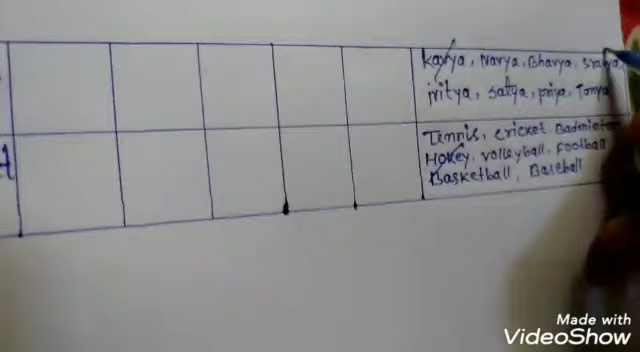 Kavya, Navya, Bhavya, Sravya,
Nitya, Satya, Priya, Tanya
Tennis, cricket, Badminton
Hokey, volleyball, Football
Basketball, Baseball
Made with
VideoShow